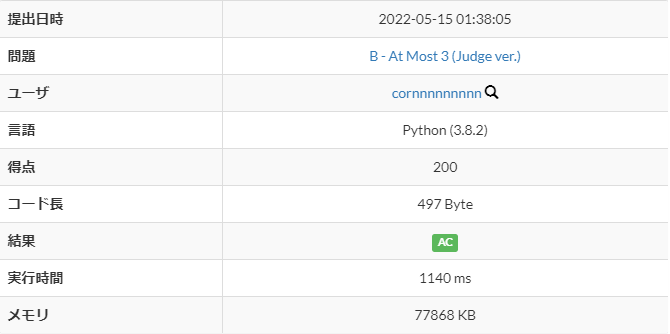 提出日時 2022-05-15 01:38:05
問題 B - At Most 3 (Judge ver.)
ユーザ cornnnnnnnnn
言語 Python (3.8.2)
得点 200
コード長 497 Byte
結果 AC
実行時間 1140 ms
メモリ 77868 KB